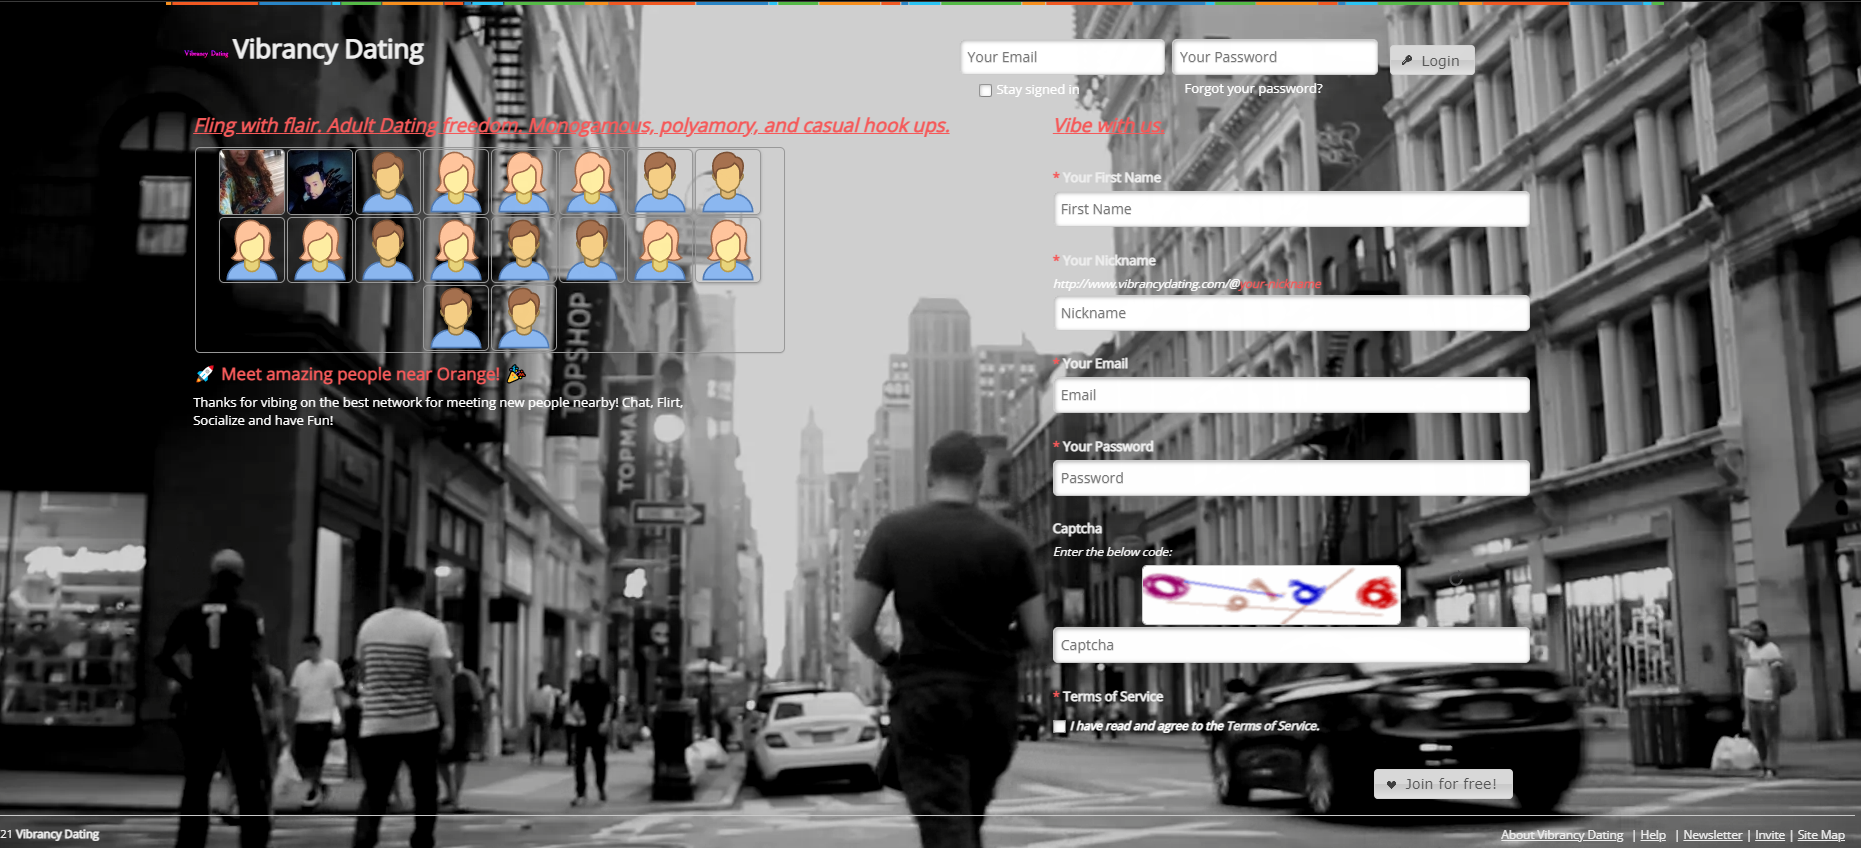 Vibrancy Dating Vibrancy Dating
Your Email Your Password Login
Stay signed in Forgot your password?
Fling with flair. Adult Dating freedom. Monogamous, polyamory, and casual hook ups.
Vibe with us.
🚀 Meet amazing people near Orange! 🎉
Thanks for vibing on the best network for meeting new people nearby! Chat, Flirt,
Socialize and have Fun!
* Your First Name
First Name
* Your Nickname
http://www.vibrancydating.com/@your-nickname
Nickname
* Your Email
Email
* Your Password
Password
Captcha
Enter the below code:
Captcha
* Terms of Service
I have read and agree to the Terms of Service.
Join for free!
TOPSHOP
TOPMAN
1
21 Vibrancy Dating
About Vibrancy Dating | Help | Newsletter | Invite | Site Map